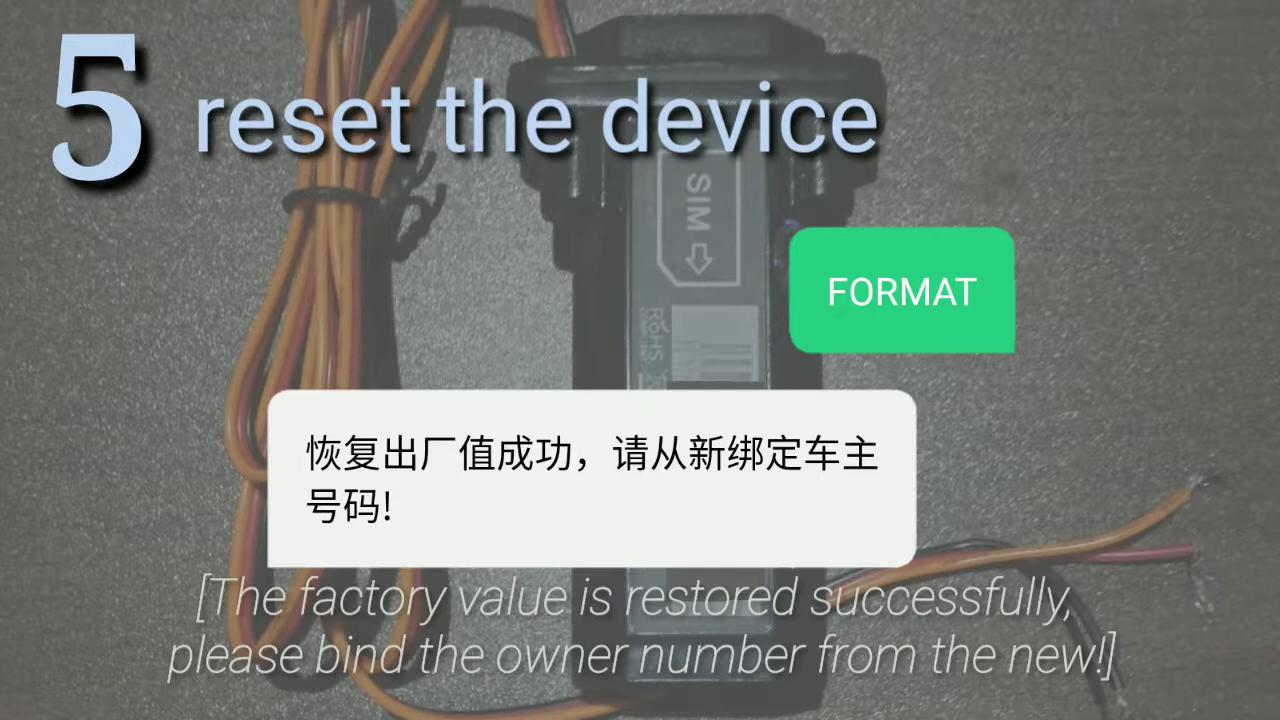 5 reset the device
SIM
FORMAT
RoHS
恢复出厂值成功，请从新绑定车主
号码!
[The factory value is restored successfully,
please bind the owner number from the new!]